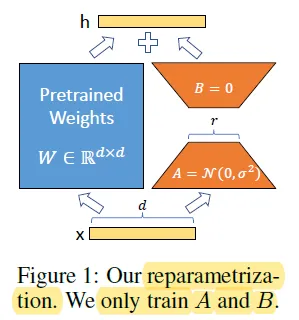 h
Pretrained
Weights
W ∈ ℝ^{d×d}
B = 0
r
A = 𝒩(0, σ²)
d
x
Figure 1: Our reparametriza-
tion. We only train A and B.